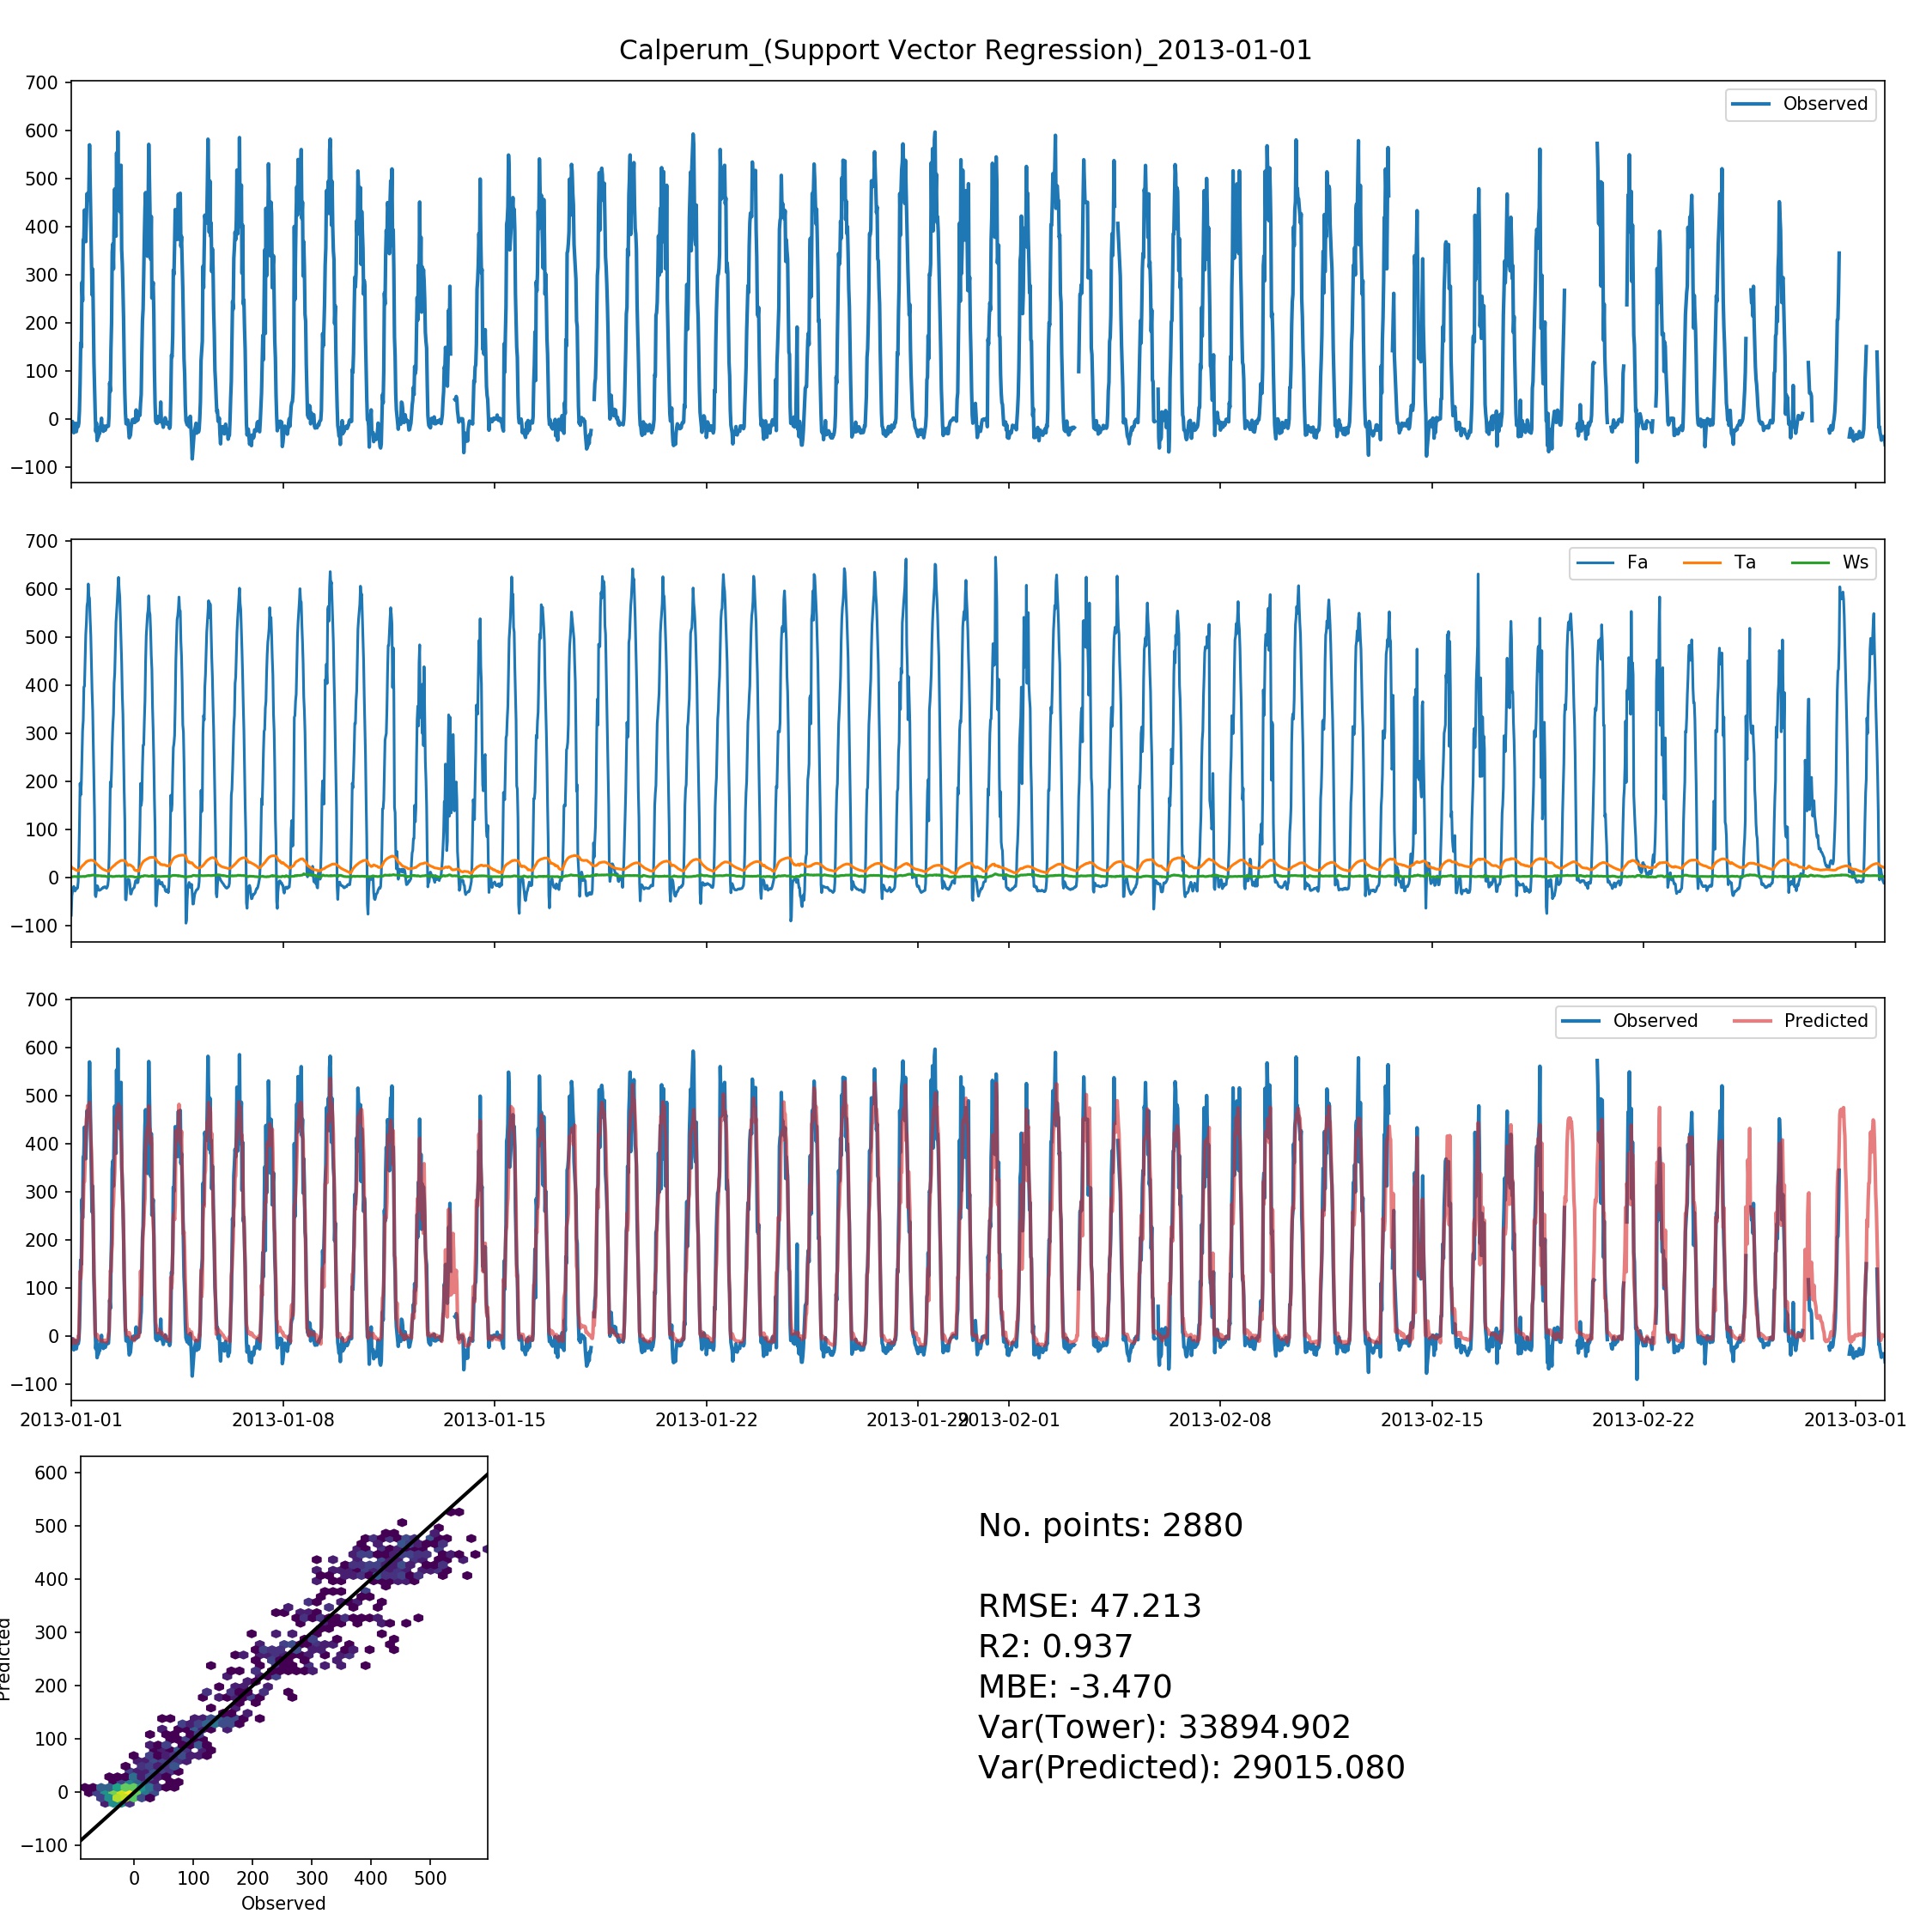 Calperum_(Support Vector Regression)_2013-01-01
700
600
500
400
300
200
100
0
−100
Observed
700
600
500
400
300
200
100
0
−100
Fa Ta Ws
700
600
500
400
300
200
100
0
−100
Observed Predicted
2013-01-01 2013-01-08 2013-01-15 2013-01-22 2013-01-29 2013-02-01 2013-02-08 2013-02-15 2013-02-22 2013-03-01
600
500
400
300
200
100
0
−100
Predicted
0 100 200 300 400 500
Observed
No. points: 2880
RMSE: 47.213
R2: 0.937
MBE: -3.470
Var(Tower): 33894.902
Var(Predicted): 29015.080